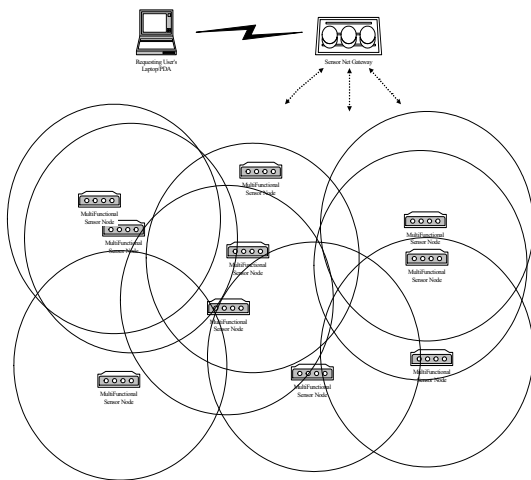 Requesting User's
Laptop/PDA
Sensor Net Gateway
MultiFunctional
Sensor Node
MultiFunctional
Sensor Node
MultiFunctional
Sensor Node
MultiFunctional
Sensor Node
MultiFunctional
Sensor Node
MultiFunctional
Sensor Node
MultiFunctional
Sensor Node
MultiFunctional
Sensor Node
MultiFunctional
Sensor Node
MultiFunctional
Sensor Node